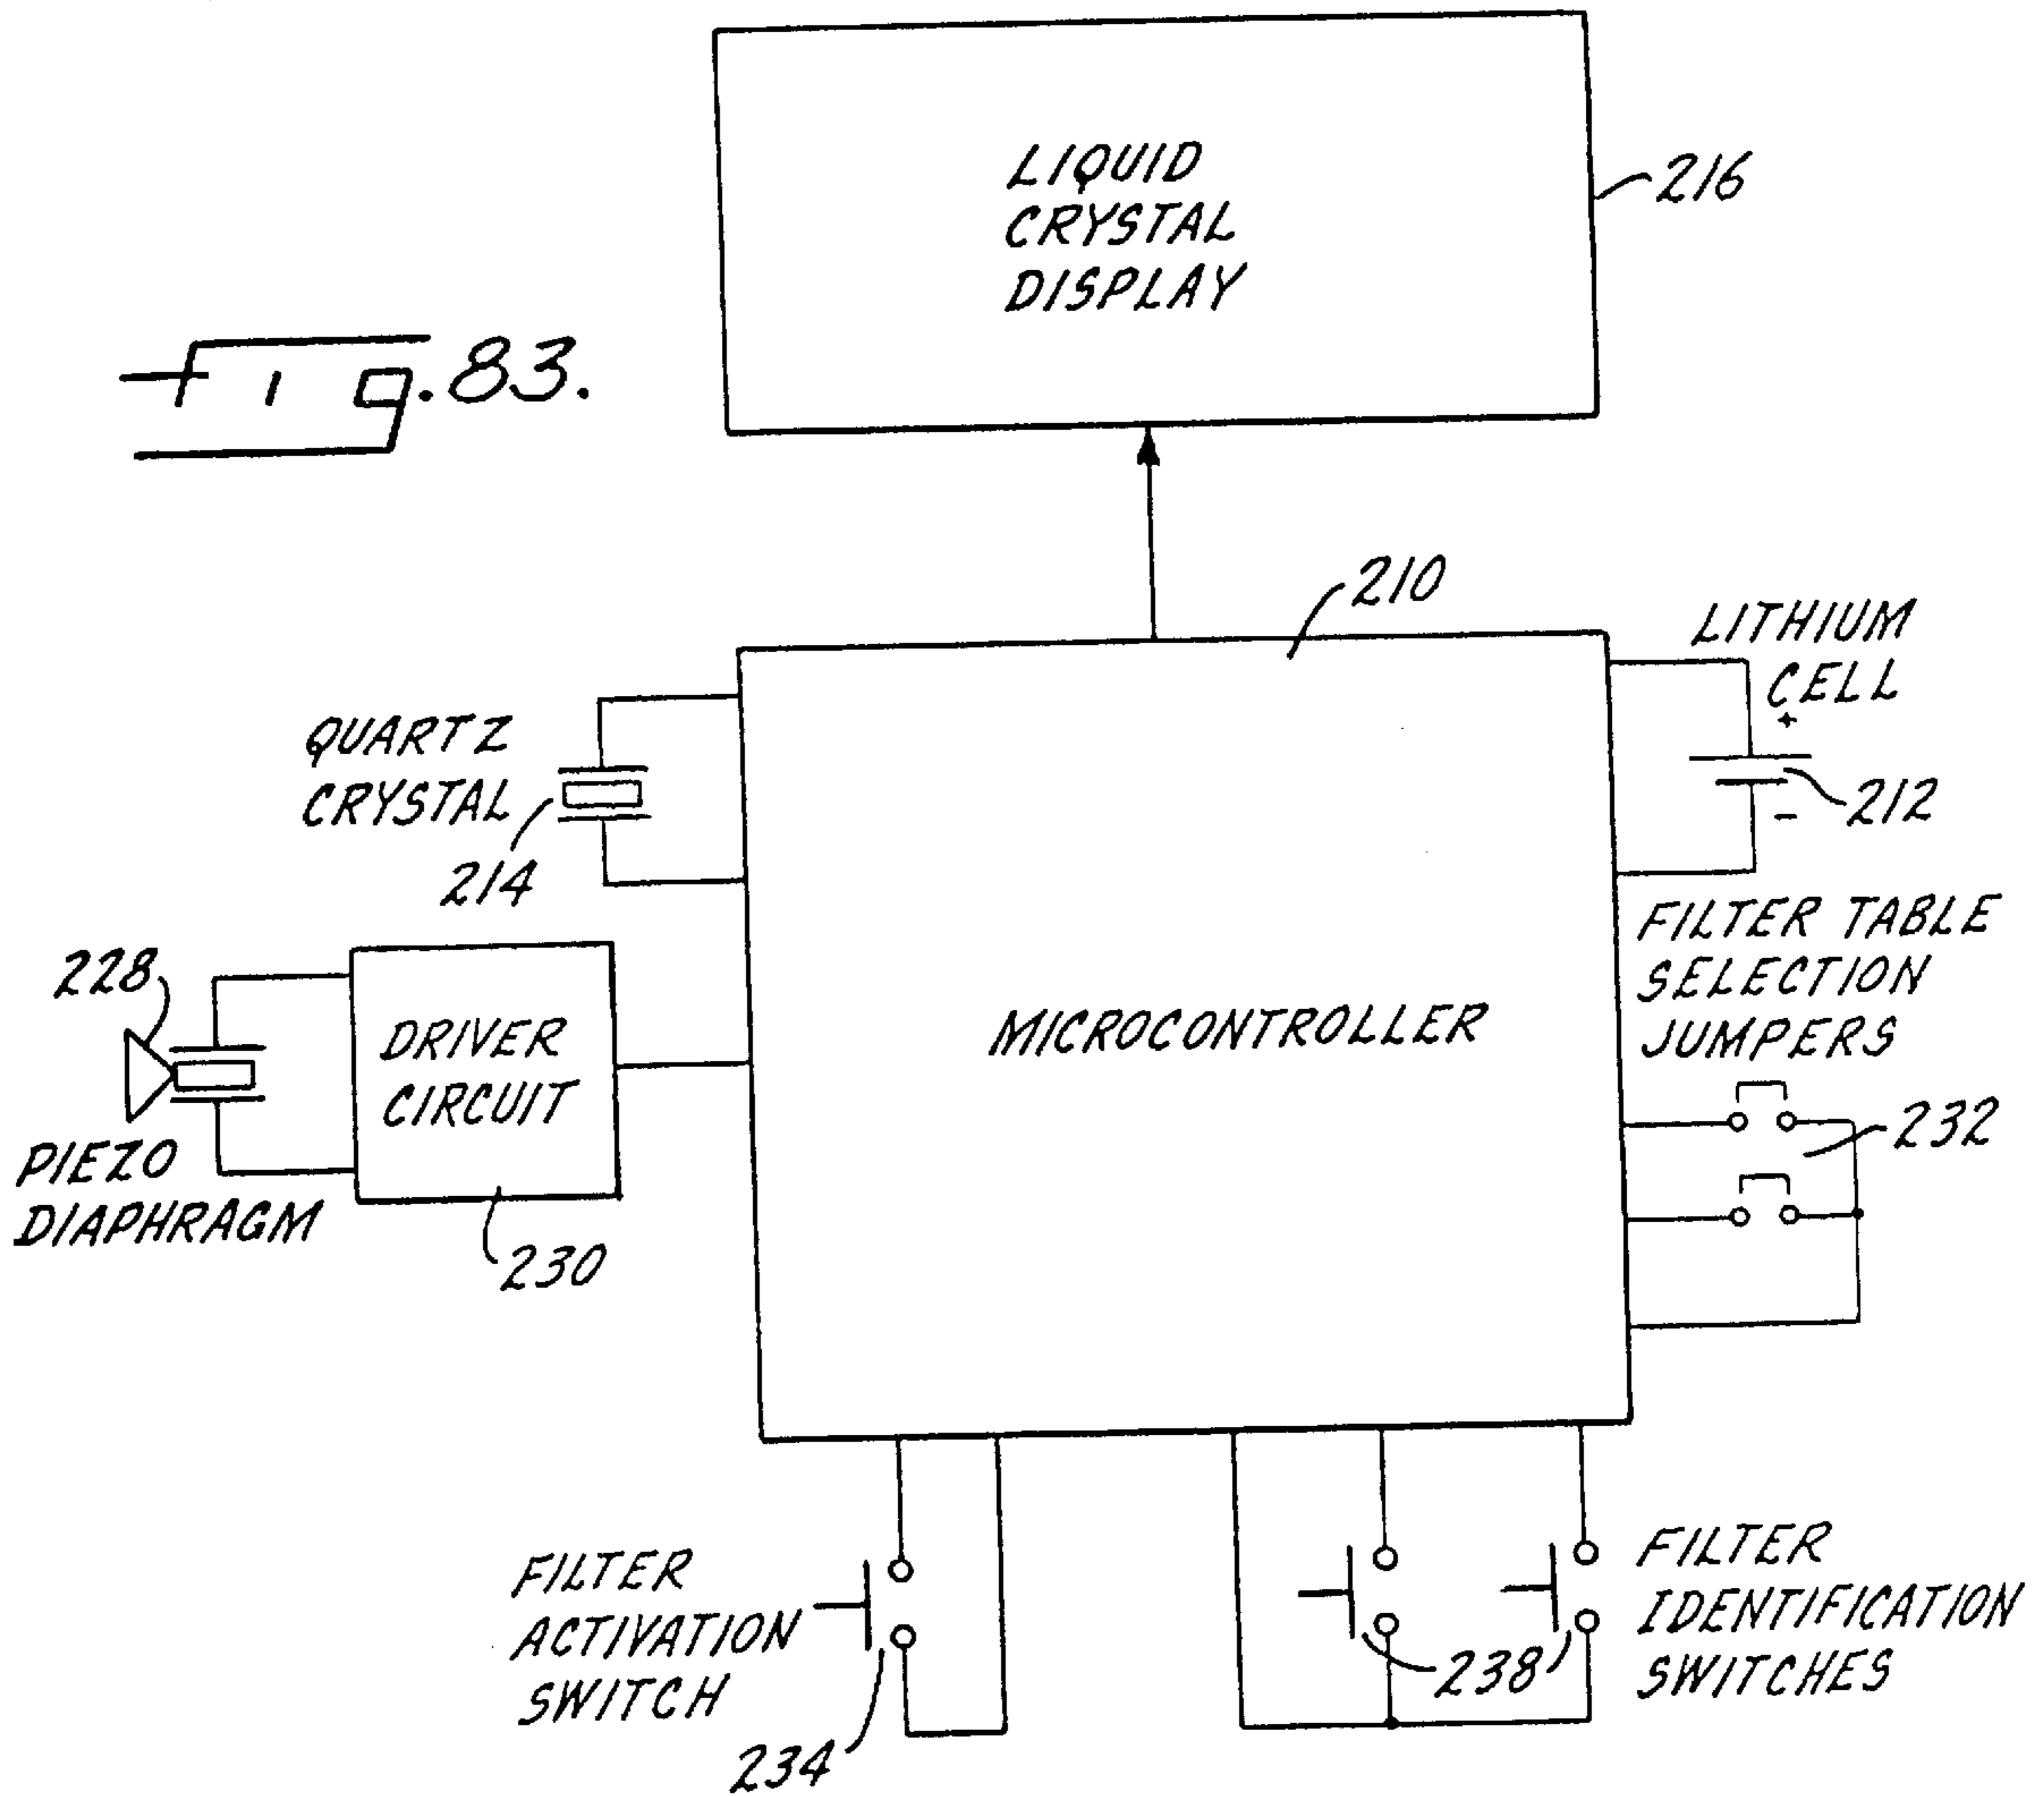 LIQUID
CRYSTAL
DISPLAY
216
Fig. 83.
210
LITHIUM
CELL
+
-
212
QUARTZ
CRYSTAL
214
FILTER TABLE
SELECTION
JUMPERS
232
228
DRIVER
CIRCUIT
MICROCONTROLLER
PIEZO
DIAPHRAGM
230
FILTER
ACTIVATION
SWITCH
234
238
FILTER
IDENTIFICATION
SWITCHES